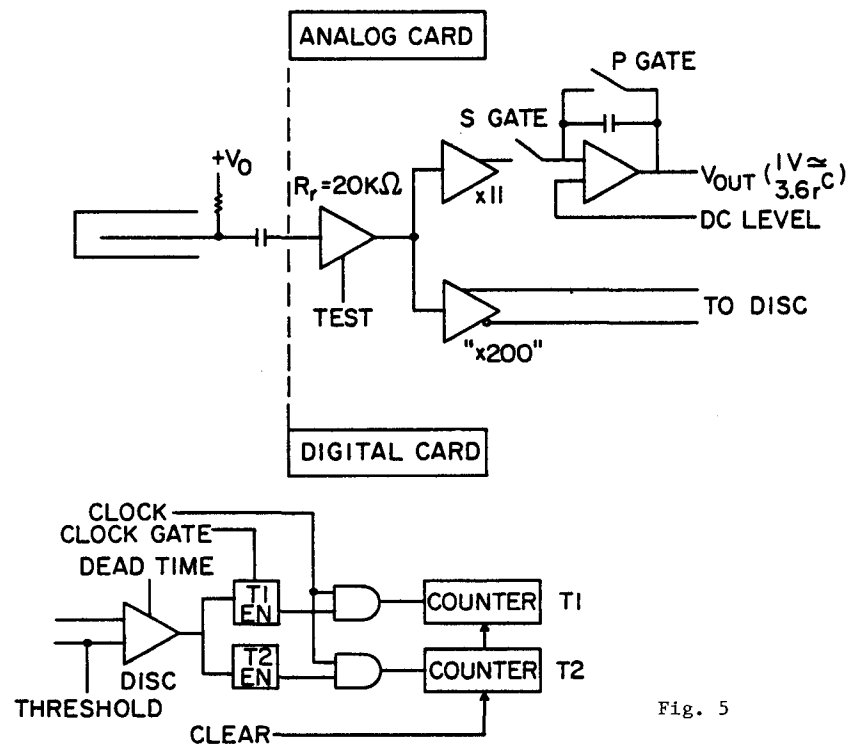 ANALOG CARD
P GATE
S GATE
+V₀
Rᵣ=20KΩ
x11
VOUT (1V≃ 3.6rC)
DC LEVEL
TEST
TO DISC
"x200"
DIGITAL CARD
CLOCK
CLOCK GATE
DEAD TIME
T1
EN
COUNTER T1
T2
EN
COUNTER T2
DISC
THRESHOLD
CLEAR
Fig. 5